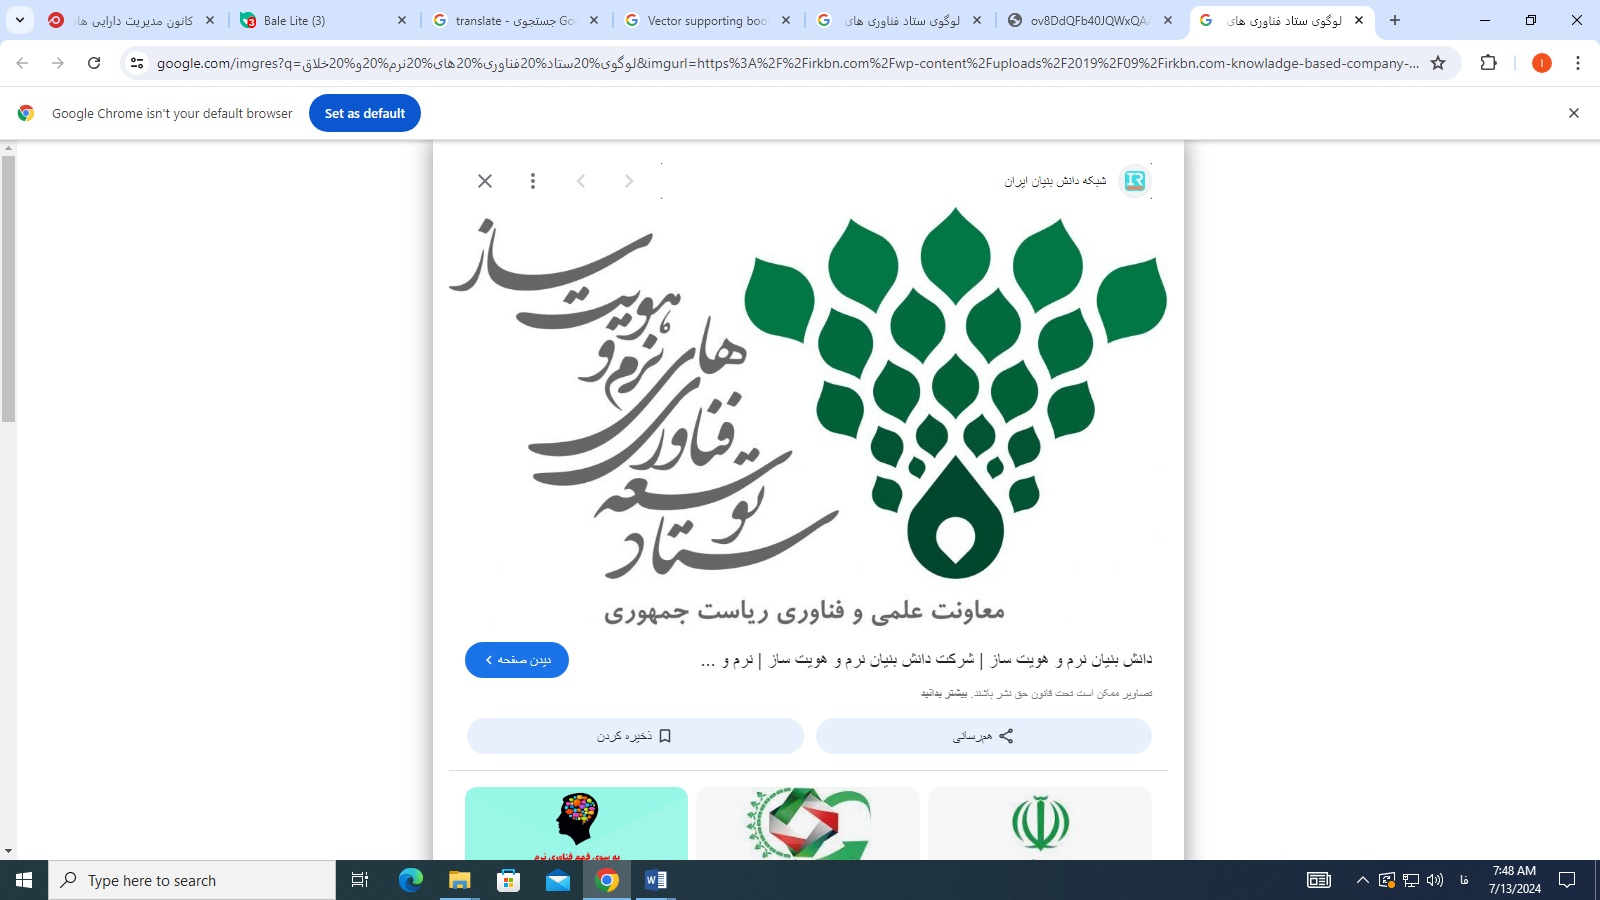 کانون مدیریت دارایی های
Bale Lite (3)
translate - جستجوی Go
Vector supporting boo
لوگوی ستاد فناوری های
ov8DdQFb40JQWxQA
لوگوی ستاد فناوری های
google.com/imgres?q=لوگوی%20ستاد%20فناوری%20های%20نرم%20و%20خلاق&imgurl=https%3A%2F%2Firkbn.com%2Fwp-content%2Fuploads%2F2019%2F09%2Firkbn.com-knowladge-based-company-...
Google Chrome isn't your default browser
Set as default
شبکه دانش بنیان ایران
ستاد
توسعه
فناوری
های نرم و
هویت ساز
معاونت علمی و فناوری ریاست جمهوری
دانش بنیان نرم و هویت ساز | شرکت دانش بنیان نرم و هویت ساز | نرم و ...
دیدن صفحه
تصاویر ممکن است تحت قانون حق نشر باشند. بیشتر بدانید
هم‌رسانی
ذخیره کردن
به سوی فهم فناوری نرم
Type here to search
فا
7:48 AM
7/13/2024